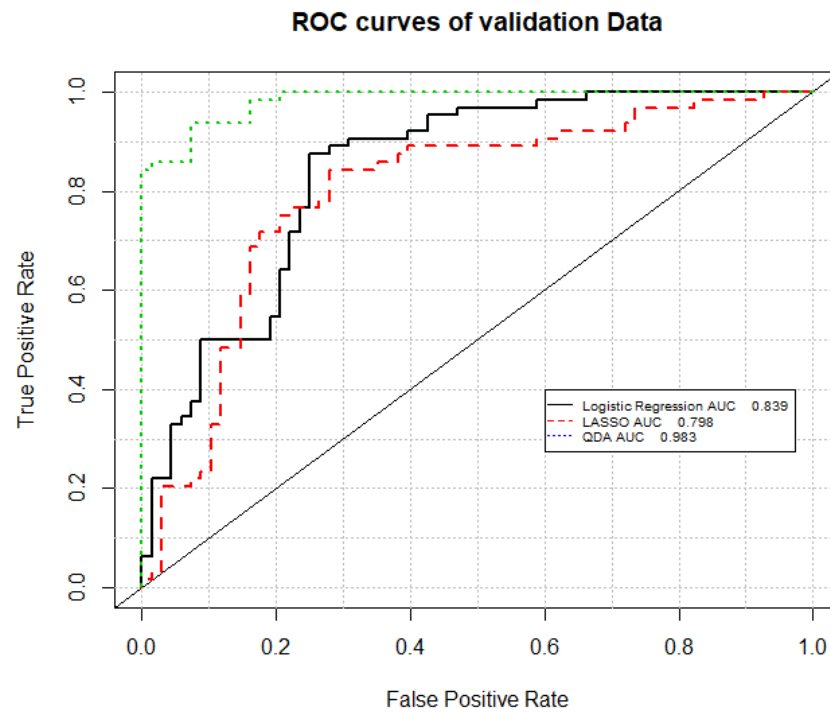 ROC curves of validation Data
True Positive Rate
1.0
0.8
0.6
0.4
0.2
0.0
Logistic Regression AUC 0.839
LASSO AUC 0.798
QDA AUC 0.983
0.0 0.2 0.4 0.6 0.8 1.0
False Positive Rate